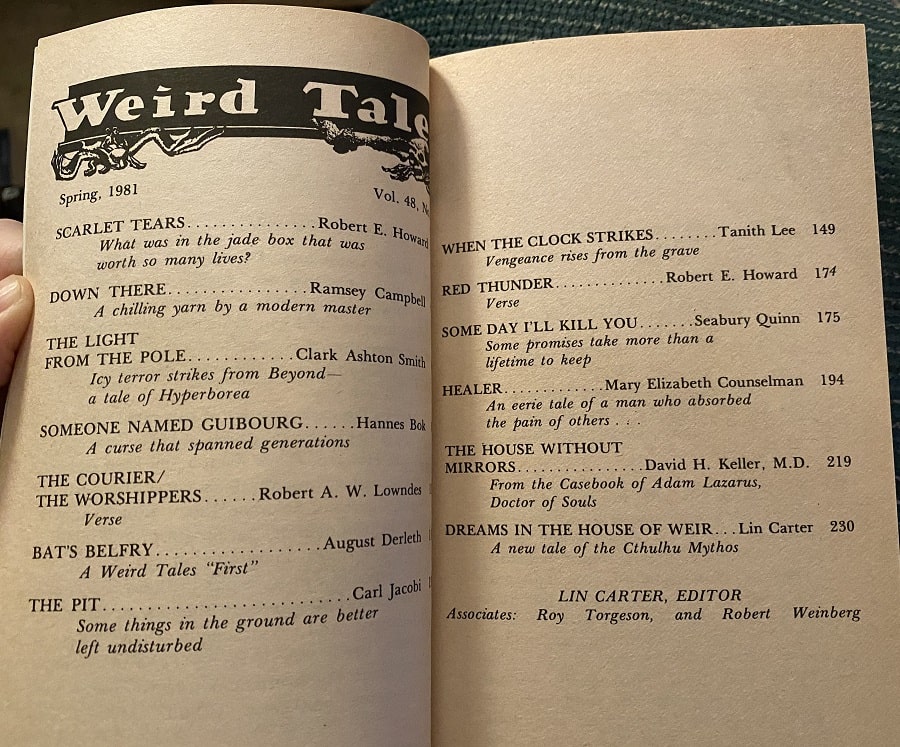 Weird Tale
Spring, 1981
Vol. 48,
SCARLET TEARS..............Robert E. Howard
What was in the jade box that was
worth so many lives?
DOWN THERE...............Ramsey Campbell
A chilling yarn by a modern master
THE LIGHT
FROM THE POLE............Clark Ashton Smith
Icy terror strikes from Beyond—
a tale of Hyperborea
SOMEONE NAMED GUIBOURG......Hannes Bok
A curse that spanned generations
THE COURIER/
THE WORSHIPPERS......Robert A. W. Lowndes
Verse
BAT'S BELFRY..................August Derleth
A Weird Tales "First"
THE PIT...........................Carl Jacobi
Some things in the ground are better
left undisturbed
WHEN THE CLOCK STRIKES........Tanith Lee 149
Vengeance rises from the grave
RED THUNDER..............Robert E. Howard 174
Verse
SOME DAY I'LL KILL YOU.......Seabury Quinn 175
Some promises take more than a
lifetime to keep
HEALER.............Mary Elizabeth Counselman 194
An eerie tale of a man who absorbed
the pain of others . . .
THE HOUSE WITHOUT
MIRRORS................David H. Keller, M.D. 219
From the Casebook of Adam Lazarus,
Doctor of Souls
DREAMS IN THE HOUSE OF WEIR...Lin Carter 230
A new tale of the Cthulhu Mythos
LIN CARTER, EDITOR
Associates: Roy Torgeson, and Robert Weinberg